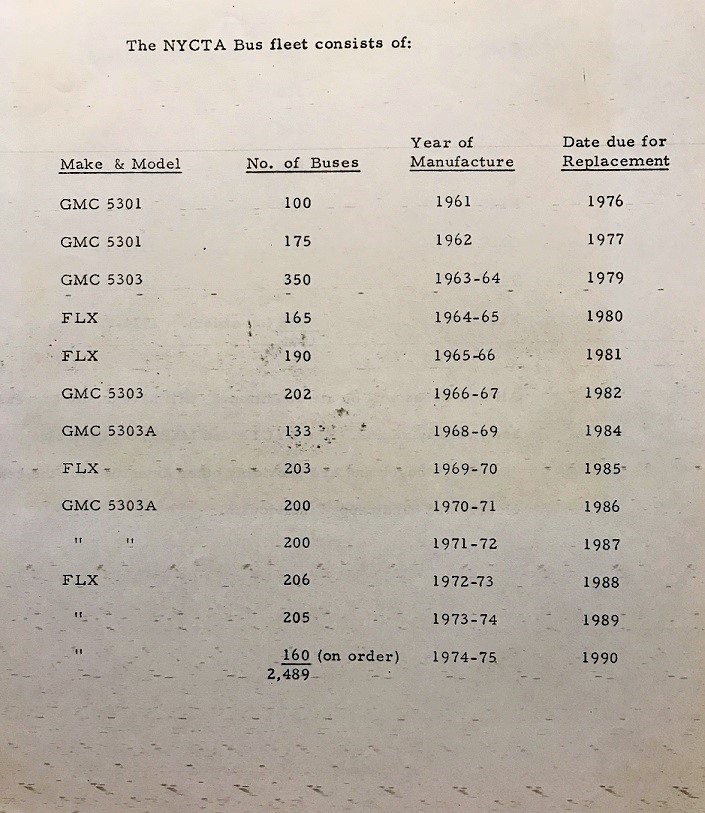 The NYCTA Bus fleet consists of:
Year of Date due for
Make & Model No. of Buses Manufacture Replacement
GMC 5301 100 1961 1976
GMC 5301 175 1962 1977
GMC 5303 350 1963-64 1979
FLX 165 1964-65 1980
FLX 190 1965-66 1981
GMC 5303 202 1966-67 1982
GMC 5303A 133 1968-69 1984
FLX 203 1969-70 1985
GMC 5303A 200 1970-71 1986
" " 200 1971-72 1987
FLX 206 1972-73 1988
" 205 1973-74 1989
" 160 (on order) 1974-75 1990
2,489